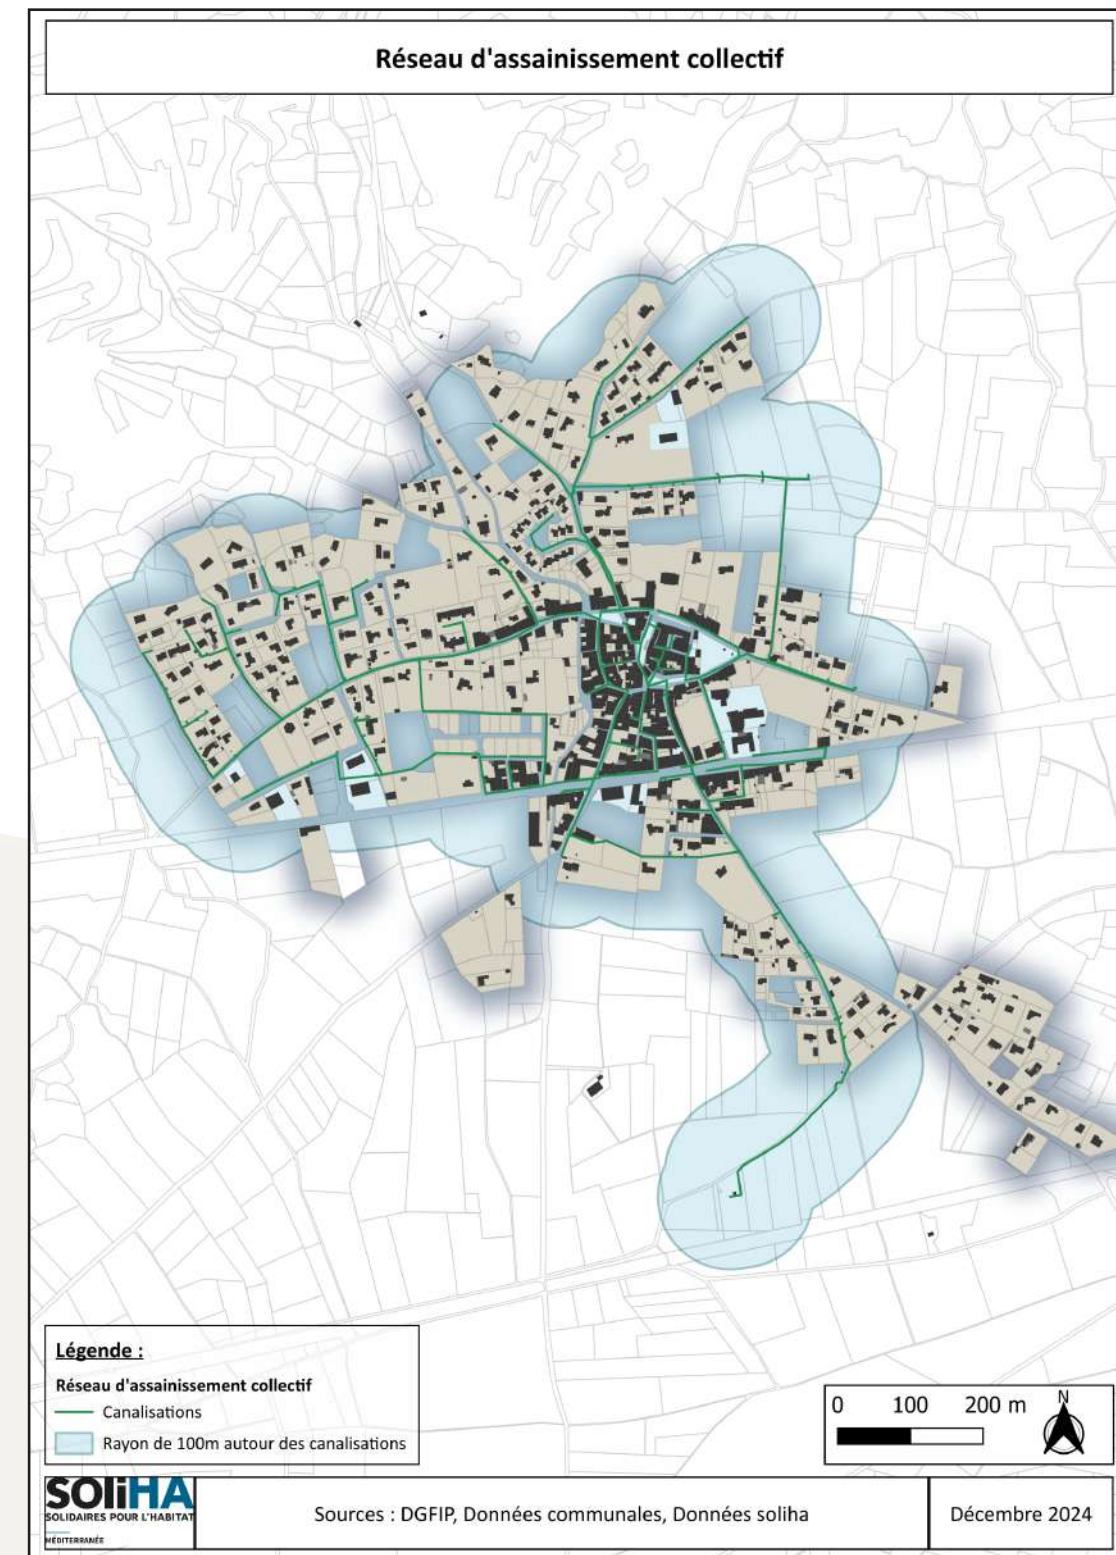 Réseau d'assainissement collectif
Légende :
Réseau d'assainissement collectif
Canalisations
Rayon de 100m autour des canalisations
0 100 200 m
N
SOliHA
SOLIDAIRES POUR L'HABITAT
MÉDITERRANÉE
Sources : DGFIP, Données communales, Données soliha
Décembre 2024